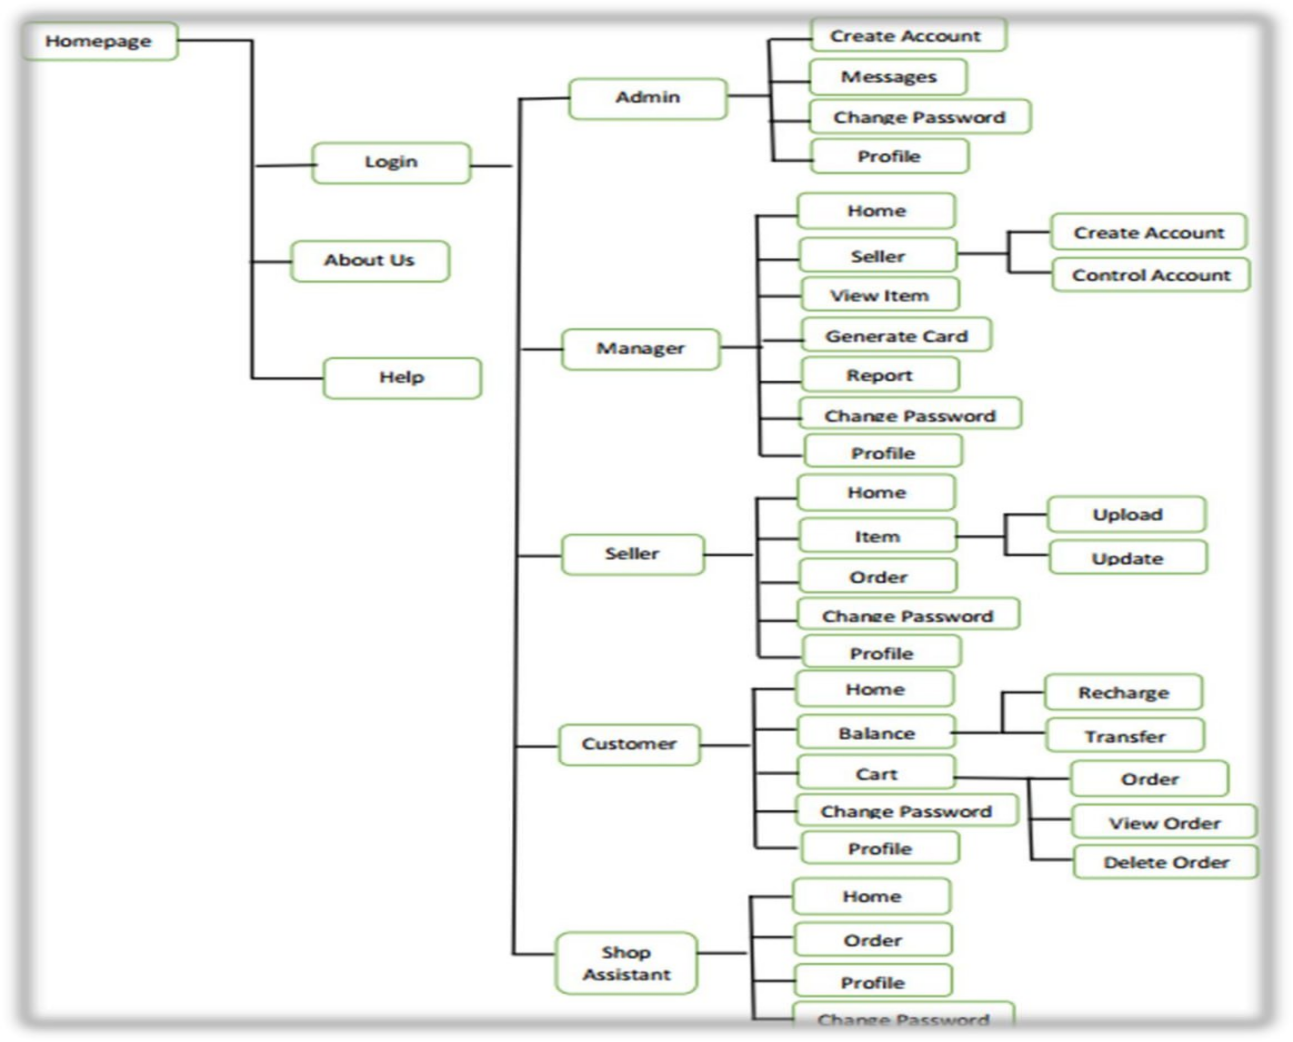 Homepage
Login
About Us
Help
Admin
Create Account
Messages
Change Password
Profile
Manager
Home
Seller
Create Account
Control Account
View Item
Generate Card
Report
Change Password
Profile
Seller
Home
Item
Upload
Update
Order
Change Password
Profile
Customer
Home
Balance
Recharge
Transfer
Cart
Order
View Order
Delete Order
Change Password
Profile
Shop
Assistant
Home
Order
Profile
Change Password